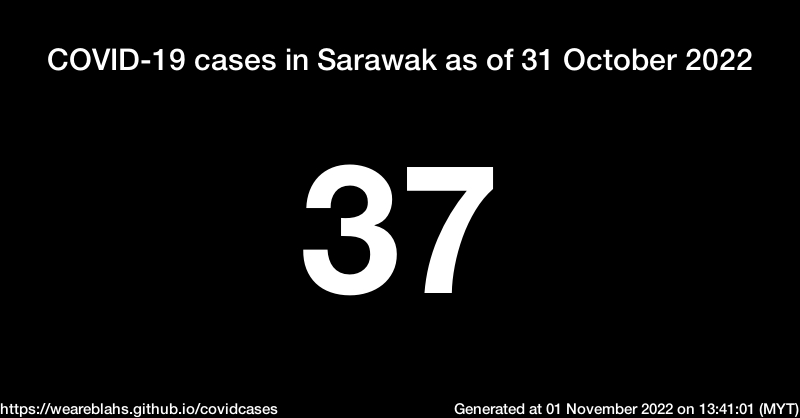 COVID-19 cases in Sarawak as of 31 October 2022
37
https://weareblahs.github.io/covidcases
Generated at 01 November 2022 on 13:41:01 (MYT)